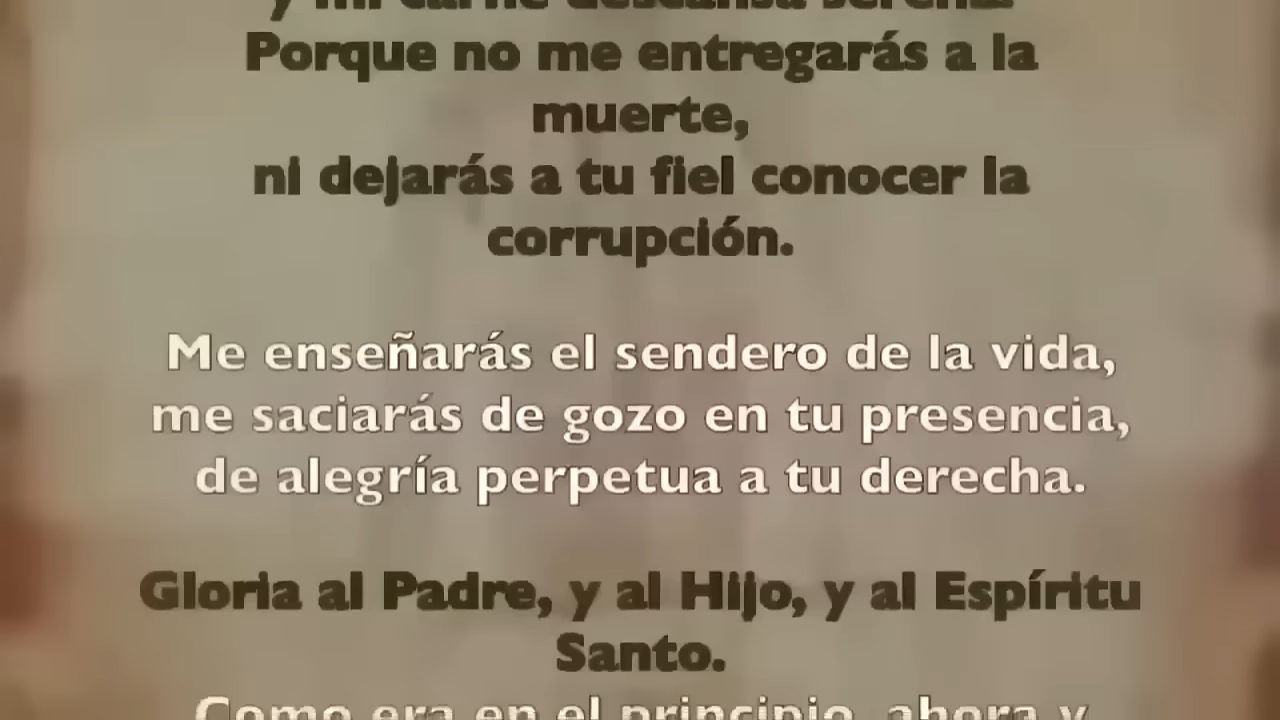 y mi carne descansa serena.
Porque no me entregarás a la
muerte,
ni dejarás a tu fiel conocer la
corrupción.
Me enseñarás el sendero de la vida,
me saciarás de gozo en tu presencia,
de alegría perpetua a tu derecha.
Gloria al Padre, y al Hijo, y al Espíritu
Santo.
Como era en el principio, ahora y